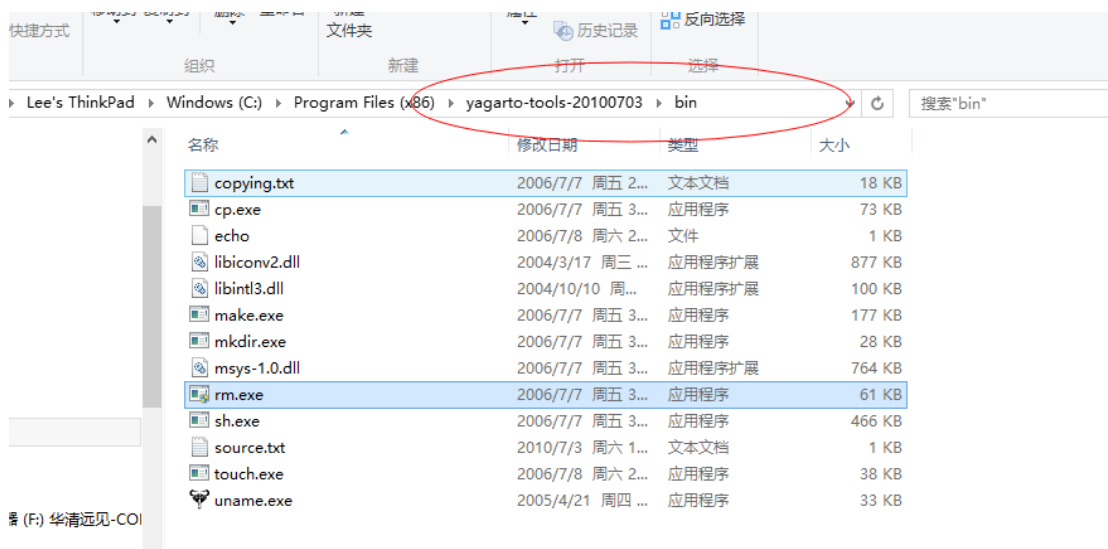 快捷方式
文件夹
历史记录
反向选择
组织
新建
打开
选择
Lee's ThinkPad
Windows (C:)
Program Files (x86)
yagarto-tools-20100703
bin
搜索"bin"
名称
修改日期
类型
大小
copying.txt 2006/7/7 周五 2... 文本文档 18 KB
cp.exe 2006/7/7 周五 3... 应用程序 73 KB
echo 2006/7/8 周六 2... 文件 1 KB
libiconv2.dll 2004/3/17 周三 ... 应用程序扩展 877 KB
libintl3.dll 2004/10/10 周... 应用程序扩展 100 KB
make.exe 2006/7/7 周五 3... 应用程序 177 KB
mkdir.exe 2006/7/7 周五 3... 应用程序 28 KB
msys-1.0.dll 2006/7/7 周五 3... 应用程序扩展 764 KB
rm.exe 2006/7/7 周五 3... 应用程序 61 KB
sh.exe 2006/7/7 周五 3... 应用程序 466 KB
source.txt 2010/7/3 周六 1... 文本文档 1 KB
touch.exe 2006/7/8 周六 2... 应用程序 38 KB
uname.exe 2005/4/21 周四 ... 应用程序 33 KB
(F:) 华清远见-CO